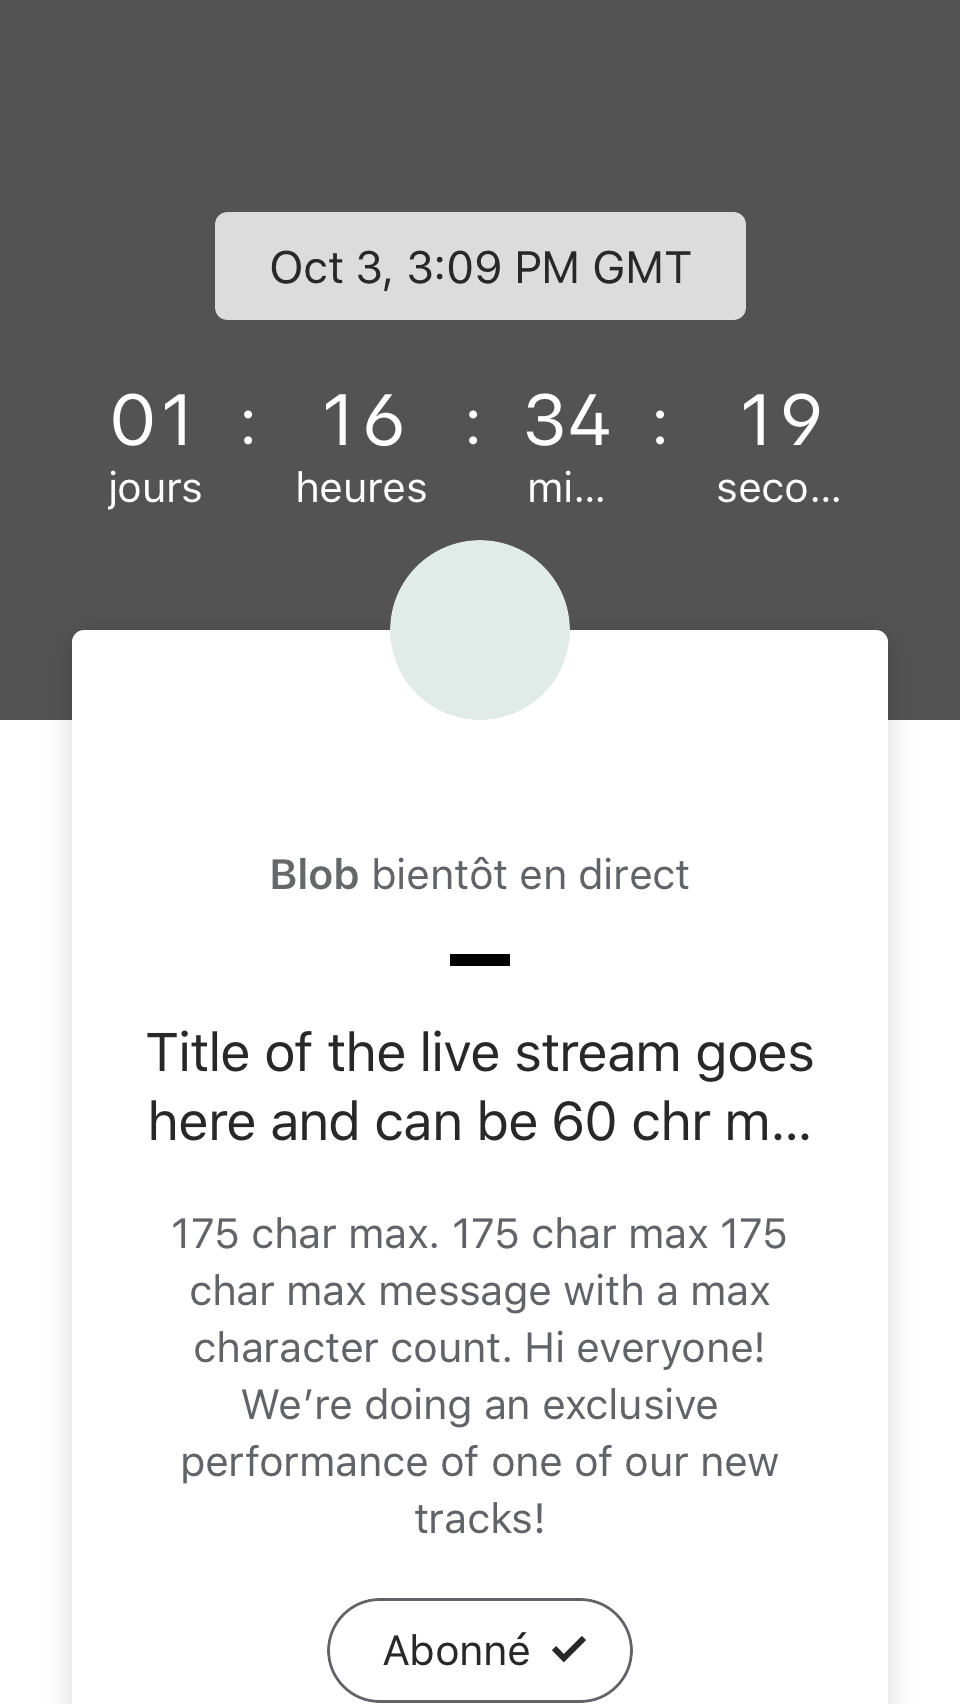 Oct 3, 3:09 PM GMT
01 : 16 : 34 : 19
jours heures mi... seco...
Blob bientôt en direct
Title of the live stream goes
here and can be 60 chr m...
175 char max. 175 char max 175
char max message with a max
character count. Hi everyone!
We’re doing an exclusive
performance of one of our new
tracks!
Abonné ✓